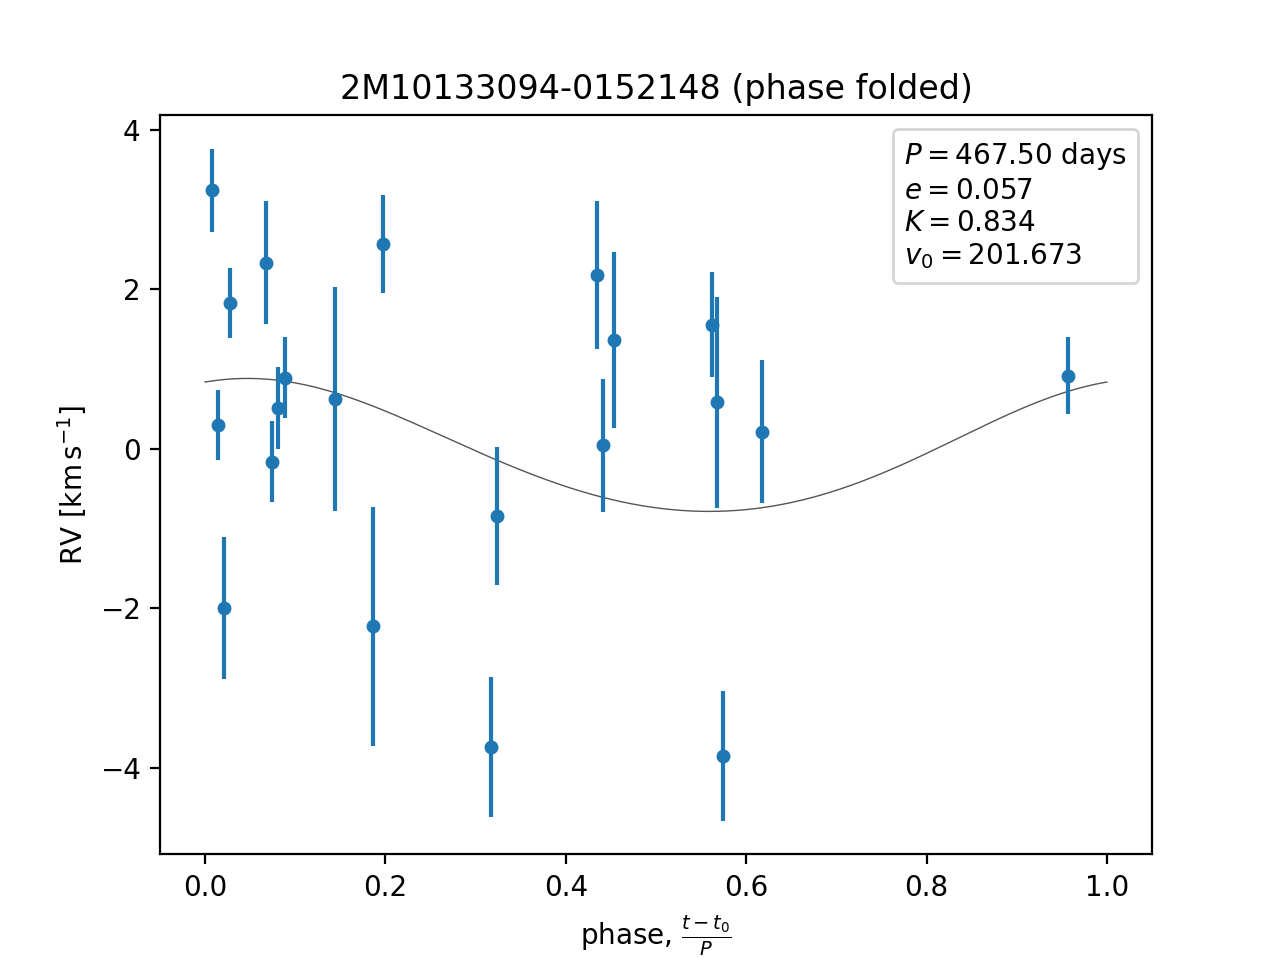 2M10133094-0152148 (phase folded)
P = 467.50 days
e = 0.057
K = 0.834
v₀ = 201.673
4
2
0
−2
−4
RV [km s⁻¹]
0.0 0.2 0.4 0.6 0.8 1.0
phase, (t − t₀)/P